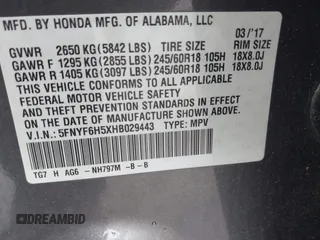 MFD. BY HONDA MFG. OF ALABAMA, LLC
03/'17
GVWR 2650 KG (5842 LBS) TIRE SIZE RIM SIZE
GAWR F 1295 KG (2855 LBS) 245/60R18 105H 18X8.0J
GAWR R 1405 KG (3097 LBS) 245/60R18 105H 18X8.0J
THIS VEHICLE CONFORMS TO ALL APPLICABLE
FEDERAL MOTOR VEHICLE SAFETY AND THEFT
PREVENTION STANDARDS IN EFFECT ON THE DATE
OF MANUFACTURE SHOWN ABOVE.
V.I.N.: 5FNYF6H5XHB029443 TYPE: MPV
TG7 H AG6 -NH797M -B -B
DREAMBID